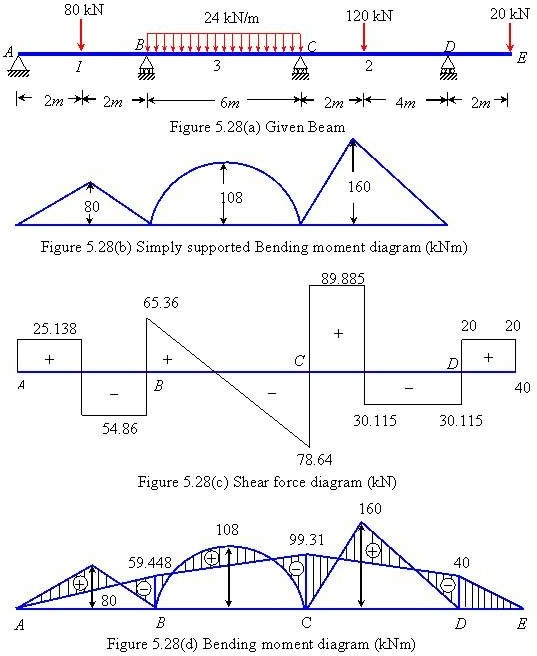 80 kN
24 kN/m
120 kN
20 kN
A
B
C
D
E
I
3
2
2m
2m
6m
2m
4m
2m
Figure 5.28(a) Given Beam
80
108
160
Figure 5.28(b) Simply supported Bending moment diagram (kNm)
89.885
65.36
25.138
20 20
+
+
+
+
A
B
C
D
−
−
−
40
54.86
30.115
30.115
78.64
Figure 5.28(c) Shear force diagram (kN)
160
108
99.31
59.448
40
+
−
+
−
+
−
80
A
B
C
D
E
Figure 5.28(d) Bending moment diagram (kNm)